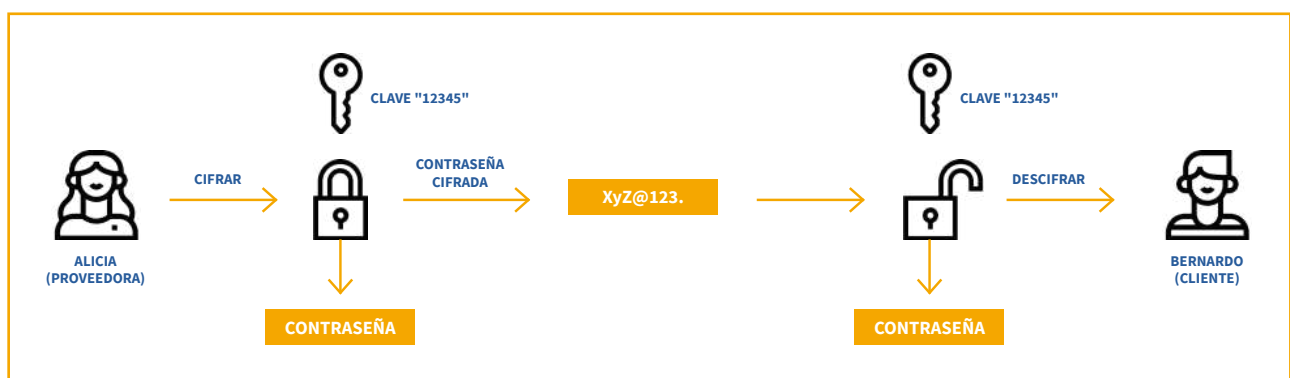 CLAVE "12345"
CLAVE "12345"
CIFRAR
CONTRASEÑA
CIFRADA
XyZ@123.
DESCIFRAR
ALICIA
(PROVEEDORA)
BERNARDO
(CLIENTE)
CONTRASEÑA
CONTRASEÑA